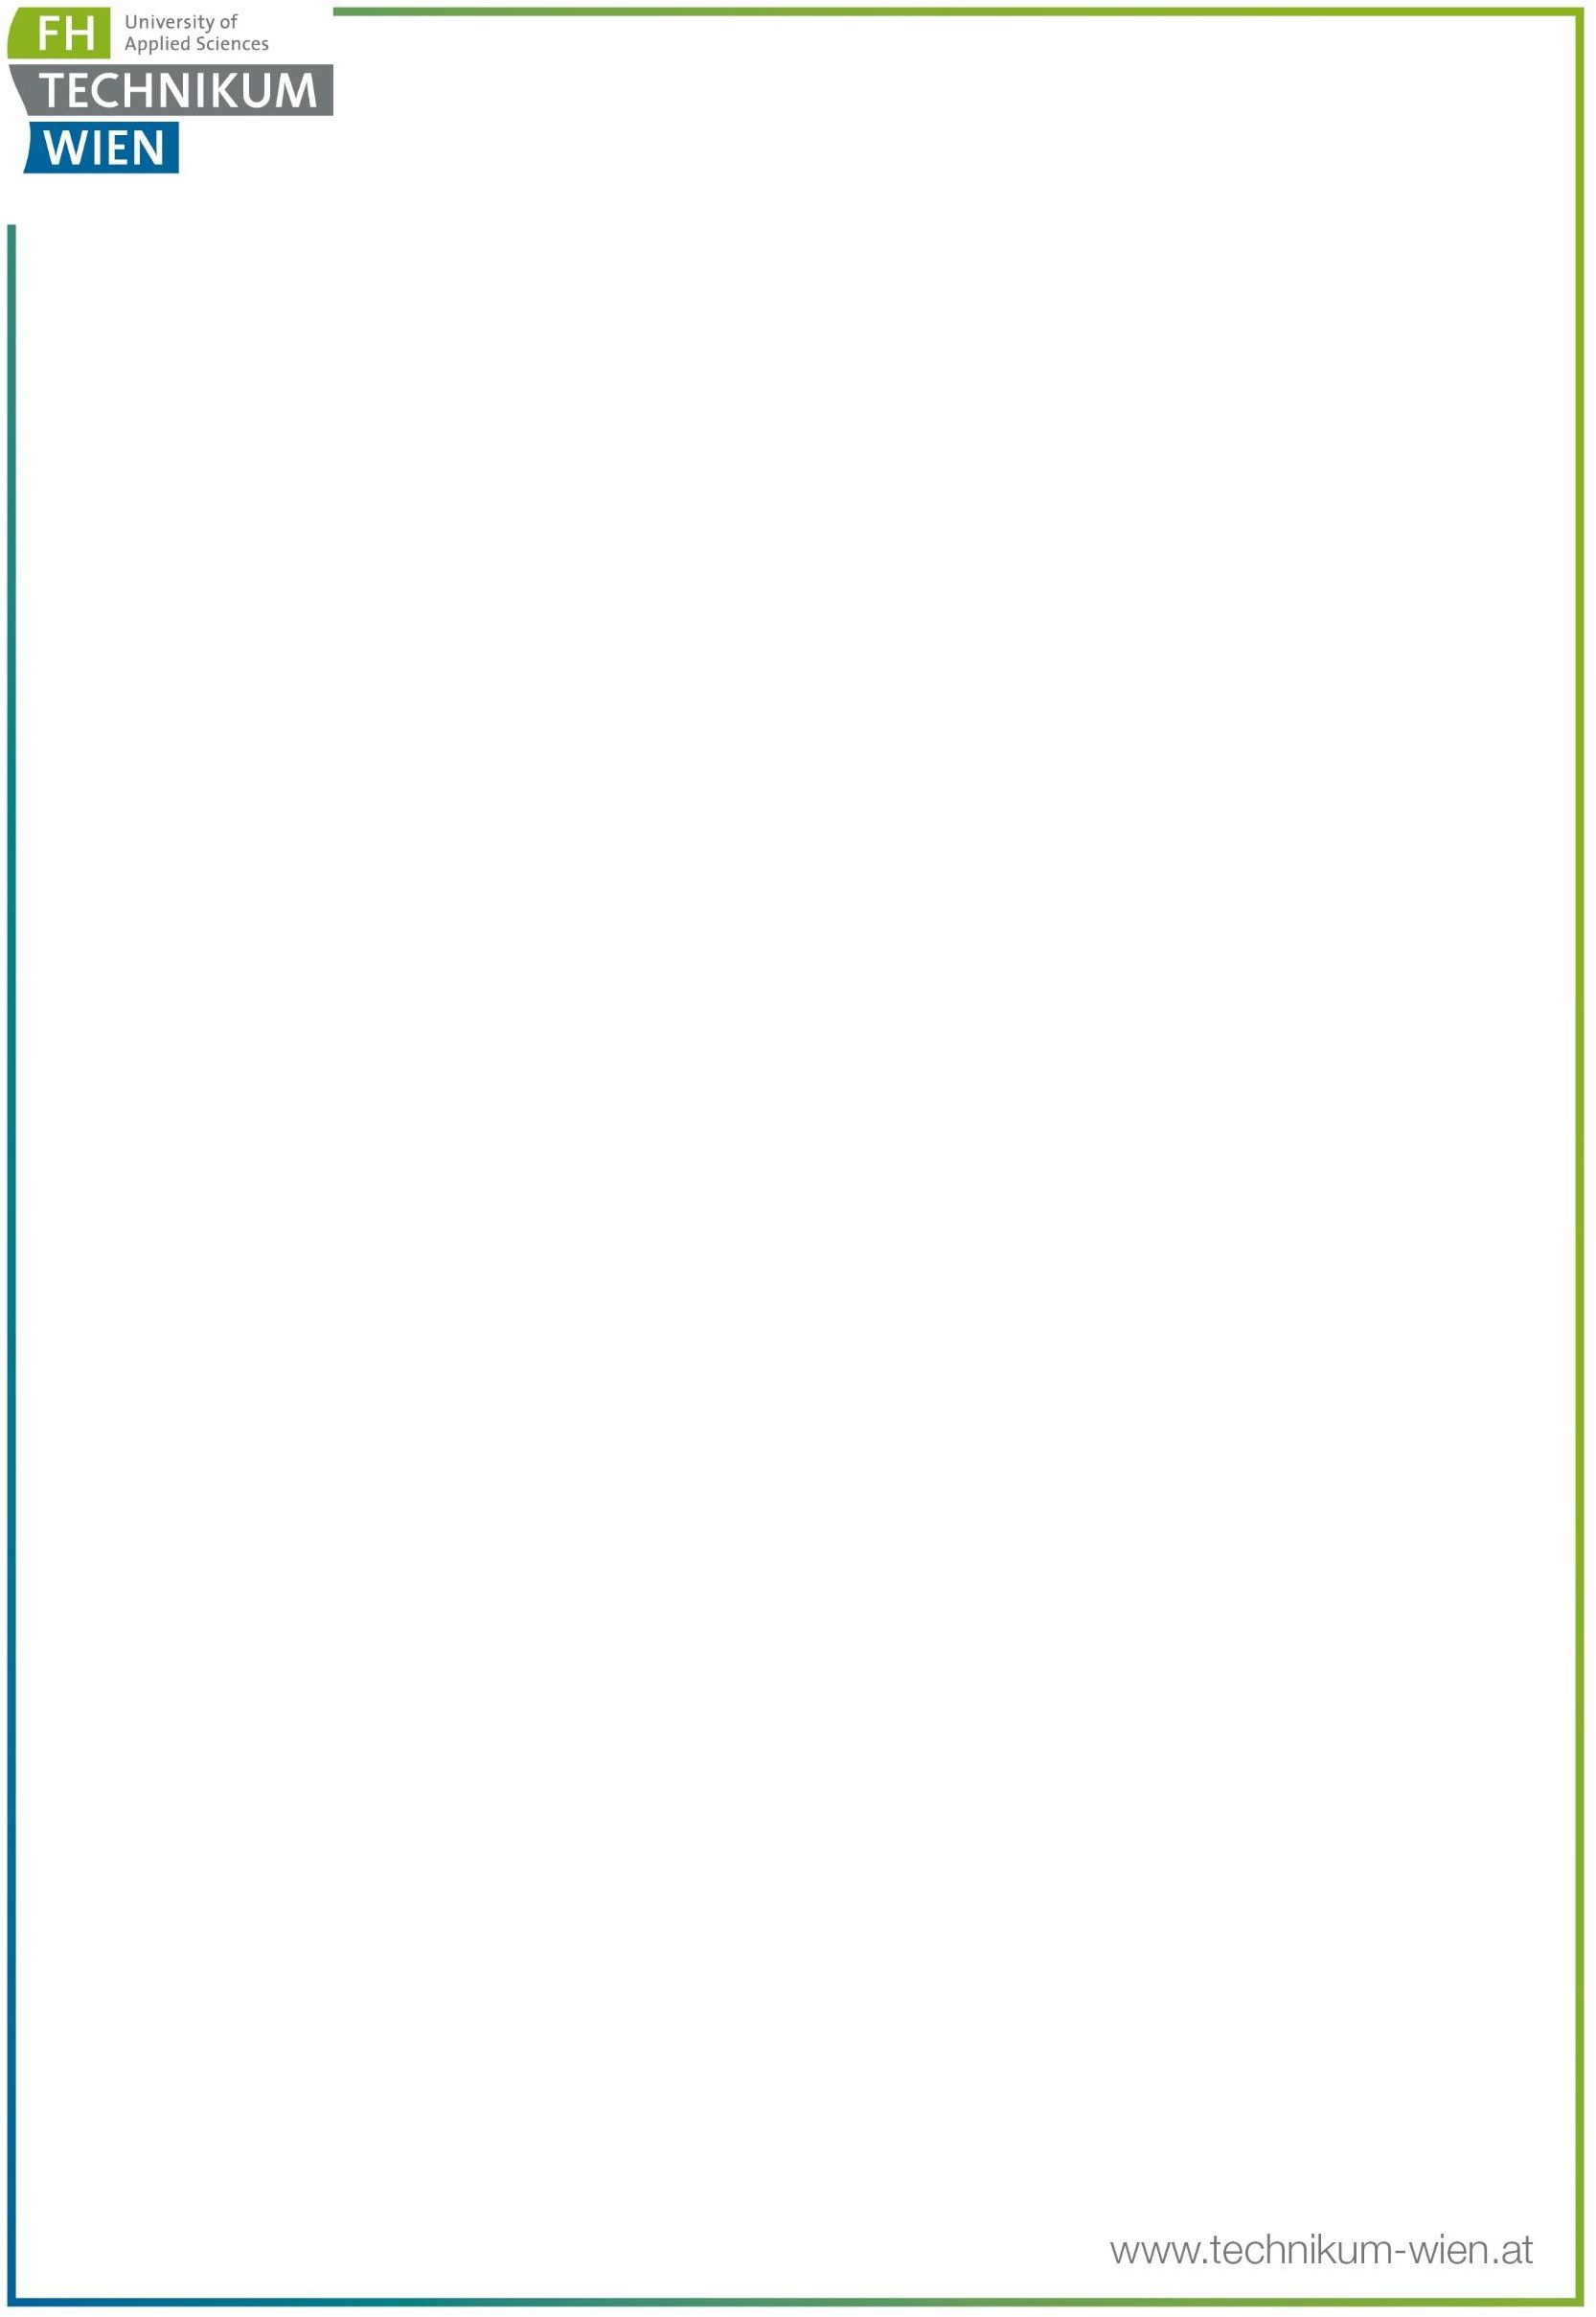 FH University of
Applied Sciences
TECHNIKUM
WIEN
www.technikum-wien.at